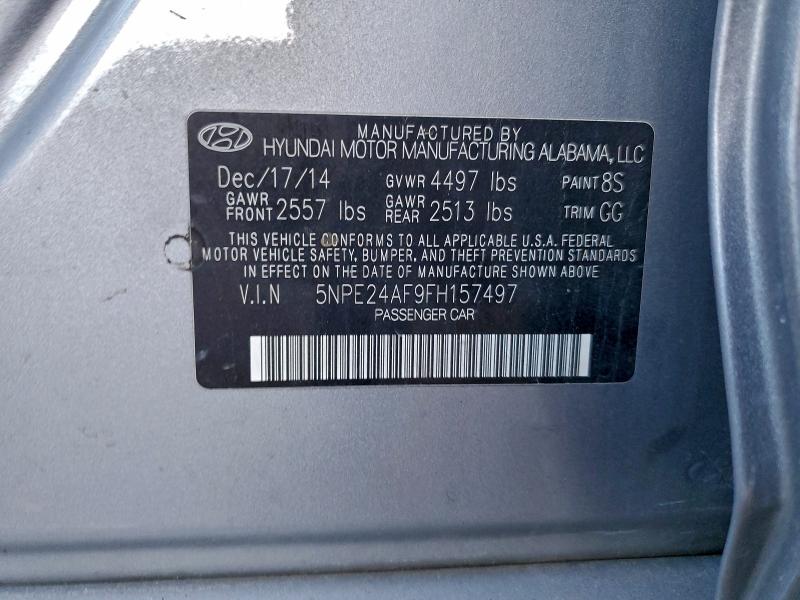 MANUFACTURED BY
HYUNDAI MOTOR MANUFACTURING ALABAMA, LLC
Dec/17/14 GVWR 4497 lbs PAINT 8S
GAWR FRONT 2557 lbs GAWR REAR 2513 lbs TRIM GG
THIS VEHICLE CONFORMS TO ALL APPLICABLE U.S.A. FEDERAL
MOTOR VEHICLE SAFETY, BUMPER, AND THEFT PREVENTION STANDARDS
IN EFFECT ON THE DATE OF MANUFACTURE SHOWN ABOVE
V.I.N 5NPE24AF9FH157497
PASSENGER CAR